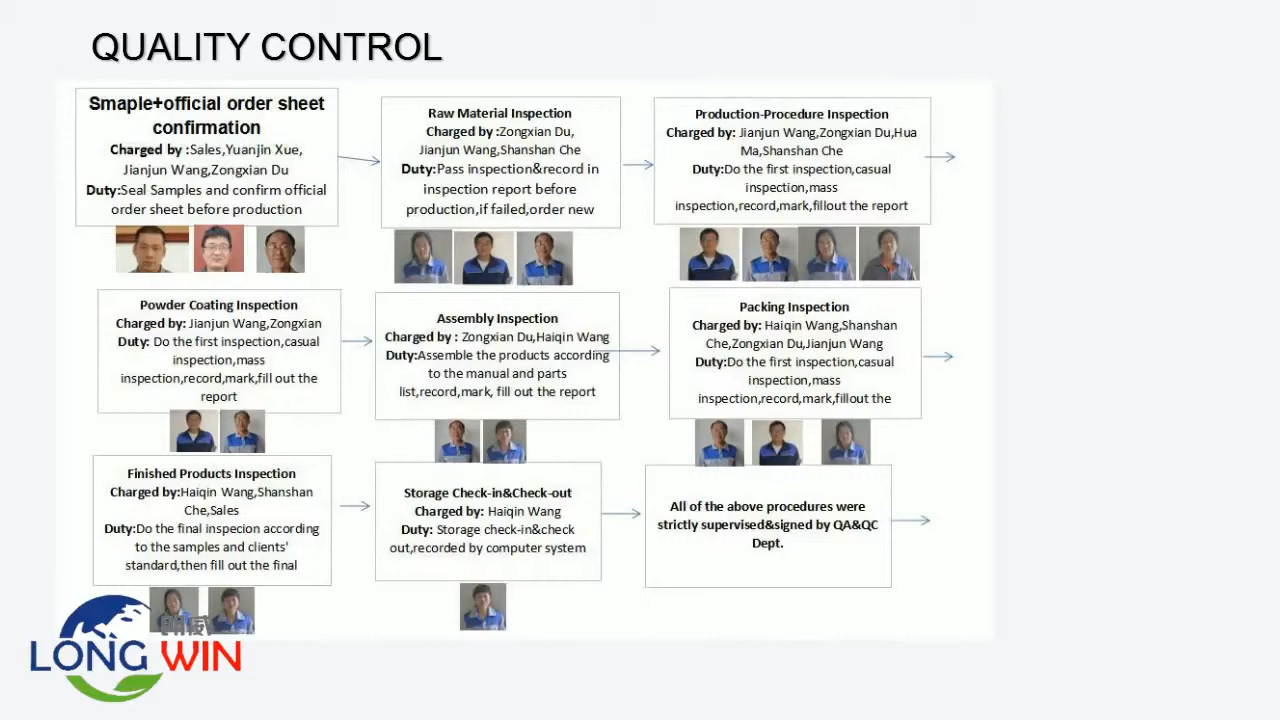 QUALITY CONTROL
Smaple+official order sheet
confirmation
Charged by :Sales,Yuanjin Xue,
Jianjun Wang,Zongxian Du
Duty:Seal Samples and confirm official
order sheet before production
Raw Material Inspection
Charged by :Zongxian Du,
Jianjun Wang,Shanshan Che
Duty:Pass inspection&record in
inspection report before
production,if failed,order new
Production-Procedure Inspection
Charged by: Jianjun Wang,Zongxian Du,Hua
Ma,Shanshan Che
Duty:Do the first inspection,casual
inspection,mass
inspection,record,mark,fillout the report
Powder Coating Inspection
Charged by: Jianjun Wang,Zongxian
Duty: Do the first inspection,casual
inspection,mass
inspection,record,mark,fill out the
report
Assembly Inspection
Charged by : Zongxian Du,Haiqin Wang
Duty:Assemble the products according
to the manual and parts
list,record,mark, fill out the report
Packing Inspection
Charged by: Haiqin Wang,Shanshan
Che,Zongxian Du,Jianjun Wang
Duty:Do the first inspection,casual
inspection,mass
inspection,record,mark,fillout the
Finished Products Inspection
Charged by:Haiqin Wang,Shanshan
Che,Sales
Duty:Do the final inspecion according
to the samples and clients'
standard,then fill out the final
Storage Check-in&Check-out
Charged by: Haiqin Wang
Duty: Storage check-in&check
out,recorded by computer system
All of the above procedures were
strictly supervised&signed by QA&QC
Dept.
朗威
LONG WIN